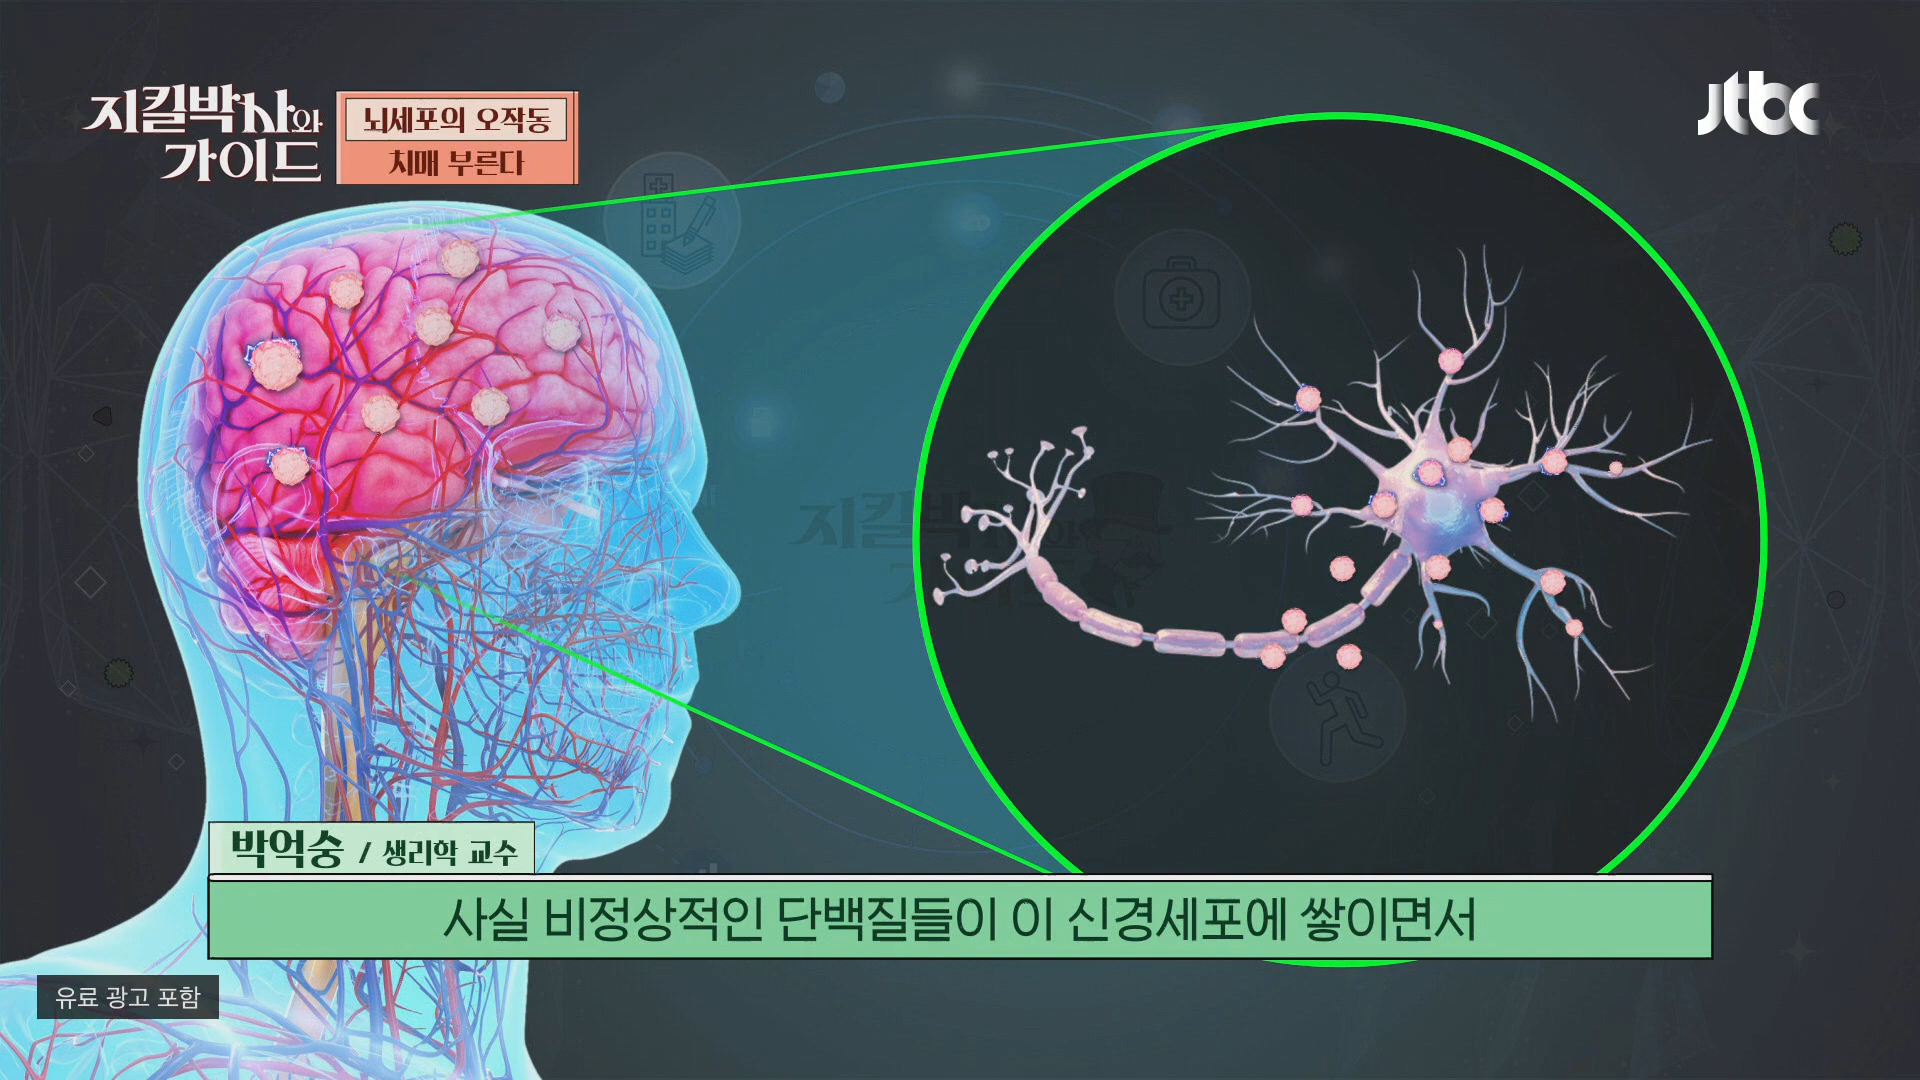 지킬박사와
가이드
뇌세포의 오작동
치매 부른다
jtbc
박억숭 / 생리학 교수
사실 비정상적인 단백질들이 이 신경세포에 쌓이면서
유료 광고 포함